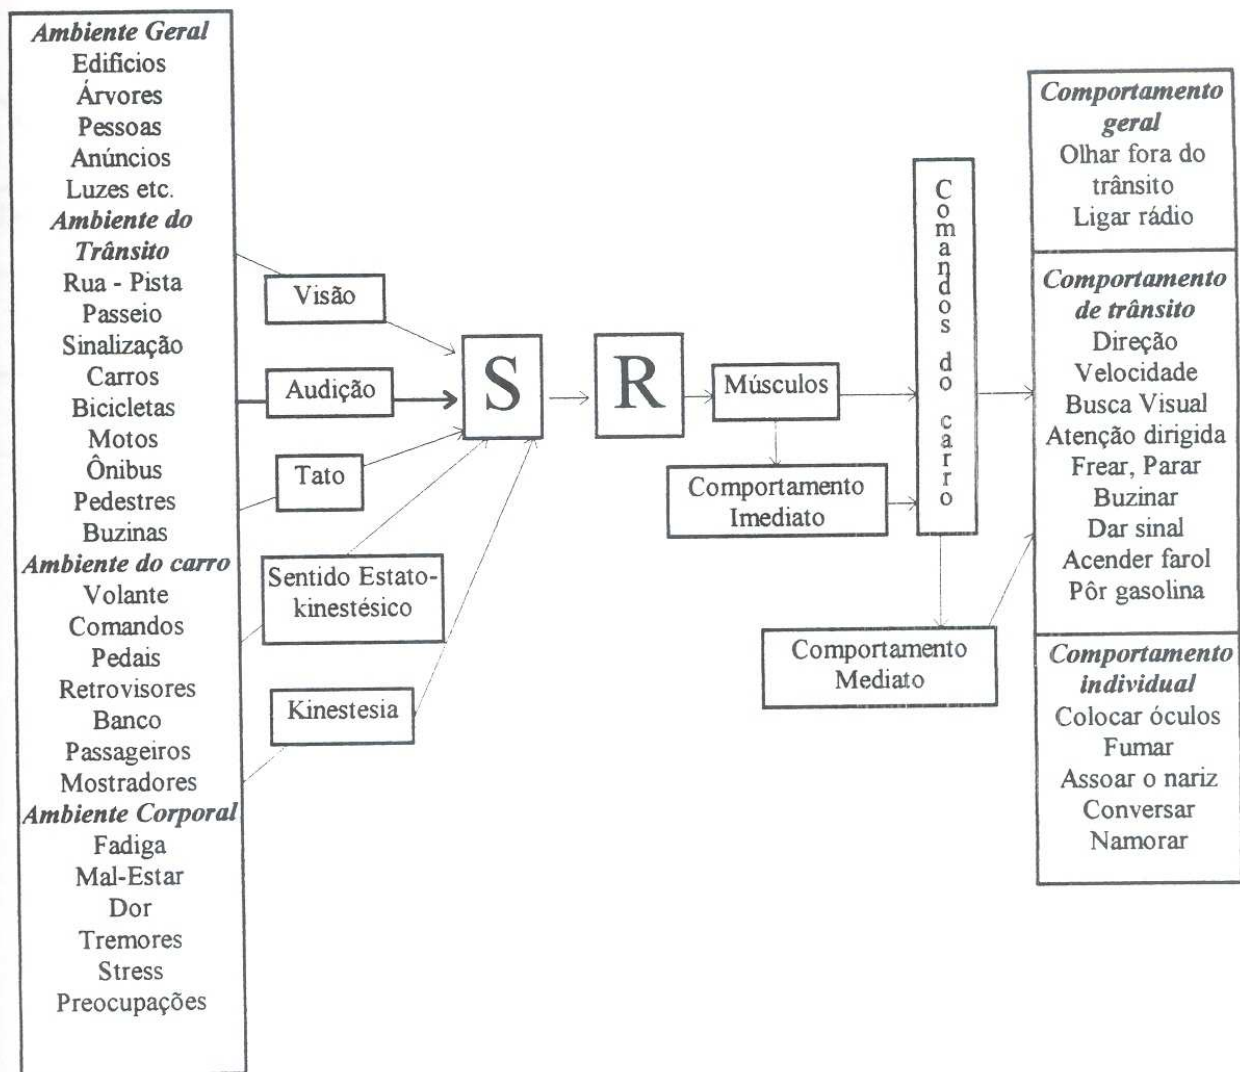 Ambiente Geral
Edifícios
Árvores
Pessoas
Anúncios
Luzes etc.
Ambiente do
Trânsito
Rua - Pista
Passeio
Sinalização
Carros
Bicicletas
Motos
Ônibus
Pedestres
Buzinas
Ambiente do carro
Volante
Comandos
Pedais
Retrovisores
Banco
Passageiros
Mostradores
Ambiente Corporal
Fadiga
Mal-Estar
Dor
Tremores
Stress
Preocupações
Visão
Audição
Tato
Sentido Estato-
kinestésico
Kinestesia
S
R
Músculos
Comportamento
Imediato
Comandos do carro
Comportamento
Mediato
Comportamento
geral
Olhar fora do
trânsito
Ligar rádio
Comportamento
de trânsito
Direção
Velocidade
Busca Visual
Atenção dirigida
Frear, Parar
Buzinar
Dar sinal
Acender farol
Pôr gasolina
Comportamento
individual
Colocar óculos
Fumar
Assoar o nariz
Conversar
Namorar